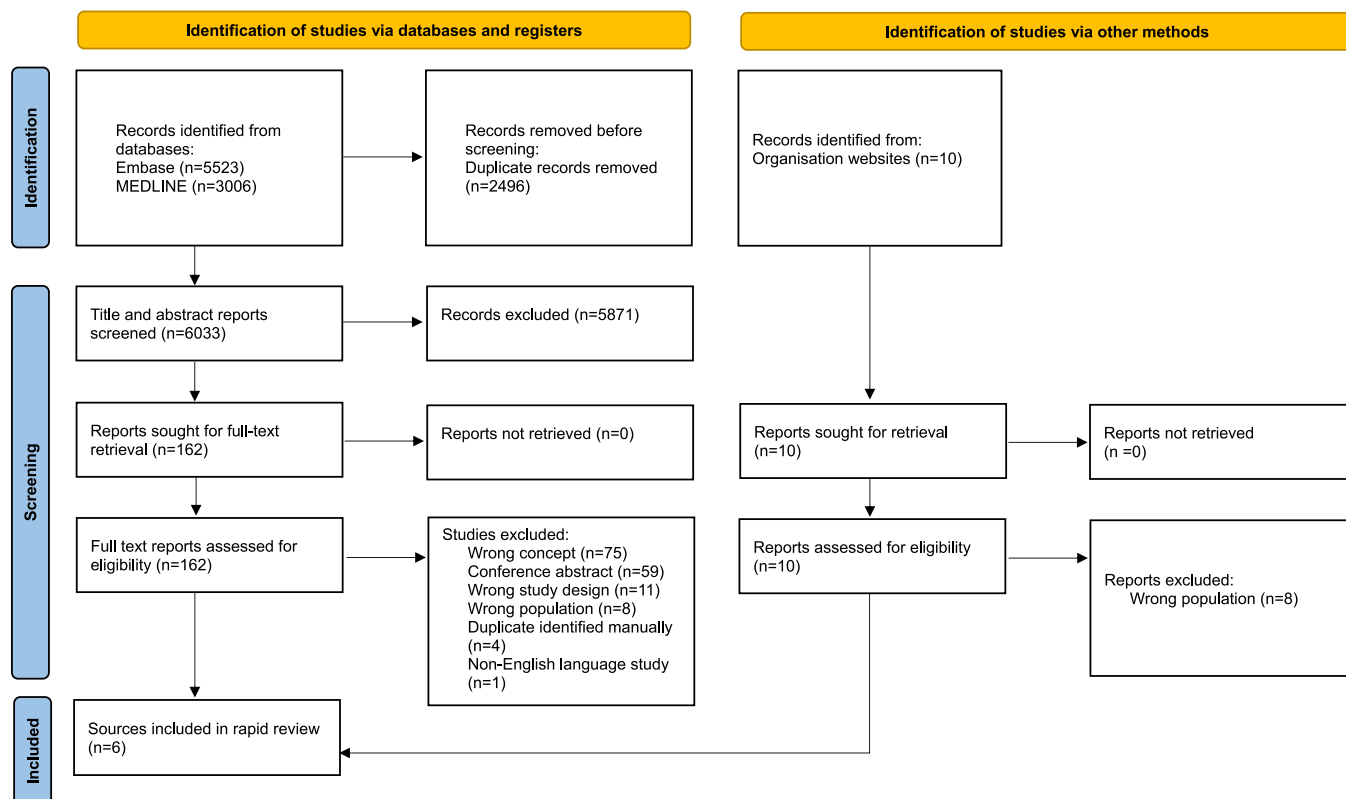 Identification of studies via databases and registers
Identification of studies via other methods
Identification
Records identified from
databases:
Embase (n=5523)
MEDLINE (n=3006)
Records removed before
screening:
Duplicate records removed
(n=2496)
Records identified from:
Organisation websites (n=10)
Screening
Title and abstract reports
screened (n=6033)
Records excluded (n=5871)
Reports sought for full-text
retrieval (n=162)
Reports not retrieved (n=0)
Reports sought for retrieval
(n=10)
Reports not retrieved
(n =0)
Full text reports assessed for
eligibility (n=162)
Studies excluded:
Wrong concept (n=75)
Conference abstract (n=59)
Wrong study design (n=11)
Wrong population (n=8)
Duplicate identified manually
(n=4)
Non-English language study
(n=1)
Reports assessed for eligibility
(n=10)
Reports excluded:
Wrong population (n=8)
Included
Sources included in rapid review
(n=6)